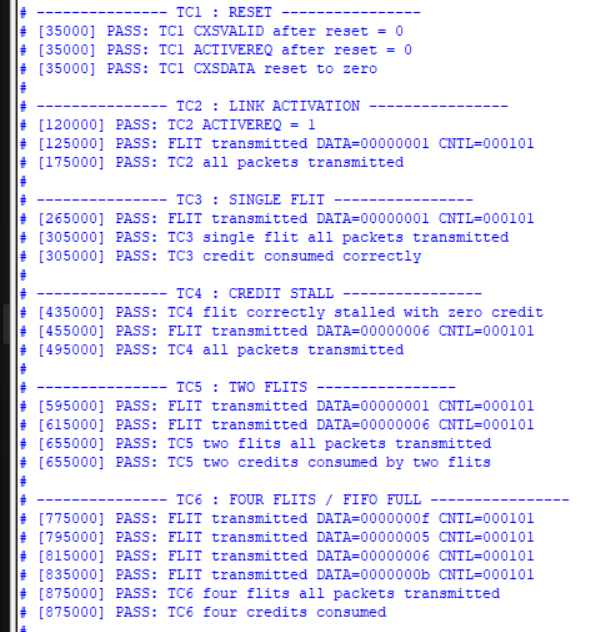 # --------------- TC1 : RESET ----------------
# [35000] PASS: TC1 CXSVALID after reset = 0
# [35000] PASS: TC1 ACTIVEREQ after reset = 0
# [35000] PASS: TC1 CXSDATA reset to zero
#
# --------------- TC2 : LINK ACTIVATION ----------------
# [120000] PASS: TC2 ACTIVEREQ = 1
# [125000] PASS: FLIT transmitted DATA=00000001 CNTL=000101
# [175000] PASS: TC2 all packets transmitted
#
# --------------- TC3 : SINGLE FLIT ----------------
# [265000] PASS: FLIT transmitted DATA=00000001 CNTL=000101
# [305000] PASS: TC3 single flit all packets transmitted
# [305000] PASS: TC3 credit consumed correctly
#
# --------------- TC4 : CREDIT STALL ----------------
# [435000] PASS: TC4 flit correctly stalled with zero credit
# [455000] PASS: FLIT transmitted DATA=00000006 CNTL=000101
# [495000] PASS: TC4 all packets transmitted
#
# --------------- TC5 : TWO FLITS ----------------
# [595000] PASS: FLIT transmitted DATA=00000001 CNTL=000101
# [615000] PASS: FLIT transmitted DATA=00000006 CNTL=000101
# [655000] PASS: TC5 two flits all packets transmitted
# [655000] PASS: TC5 two credits consumed by two flits
#
# --------------- TC6 : FOUR FLITS / FIFO FULL ----------------
# [775000] PASS: FLIT transmitted DATA=0000000f CNTL=000101
# [795000] PASS: FLIT transmitted DATA=00000005 CNTL=000101
# [815000] PASS: FLIT transmitted DATA=00000006 CNTL=000101
# [835000] PASS: FLIT transmitted DATA=0000000b CNTL=000101
# [875000] PASS: TC6 four flits all packets transmitted
# [875000] PASS: TC6 four credits consumed
#